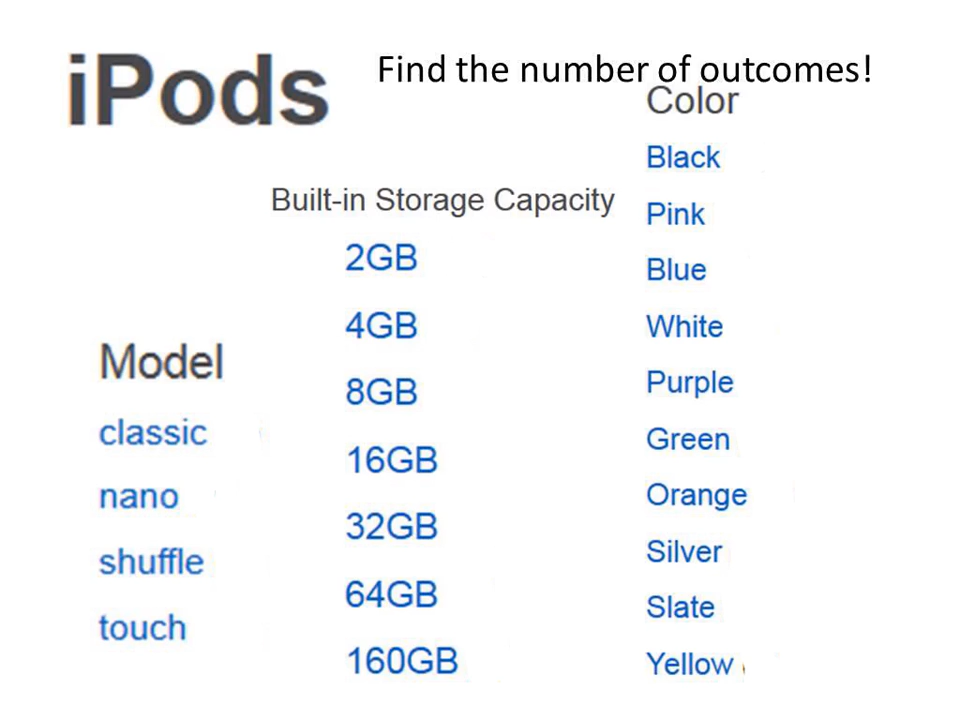 iPods
Find the number of outcomes!
Model
classic
nano
shuffle
touch
Built-in Storage Capacity
2GB
4GB
8GB
16GB
32GB
64GB
160GB
Color
Black
Pink
Blue
White
Purple
Green
Orange
Silver
Slate
Yellow